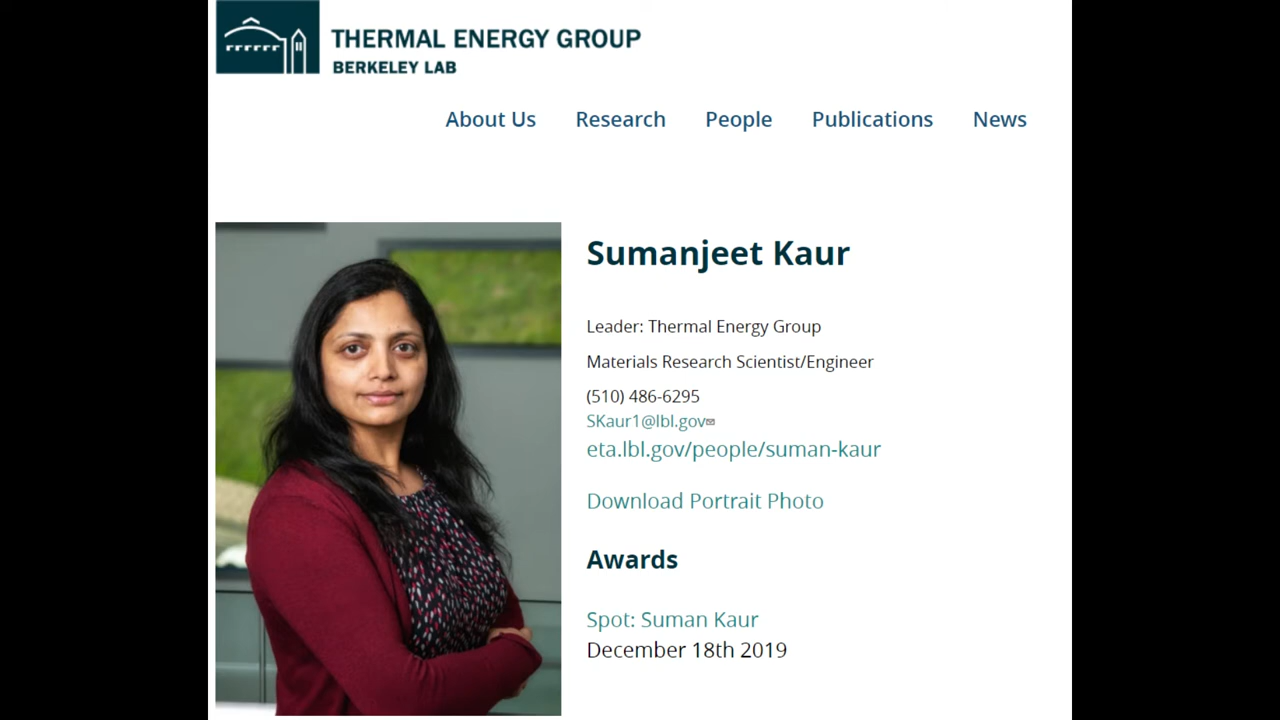 THERMAL ENERGY GROUP
BERKELEY LAB
About Us Research People Publications News
Sumanjeet Kaur
Leader: Thermal Energy Group
Materials Research Scientist/Engineer
(510) 486-6295
SKaur1@lbl.gov
eta.lbl.gov/people/suman-kaur
Download Portrait Photo
Awards
Spot: Suman Kaur
December 18th 2019